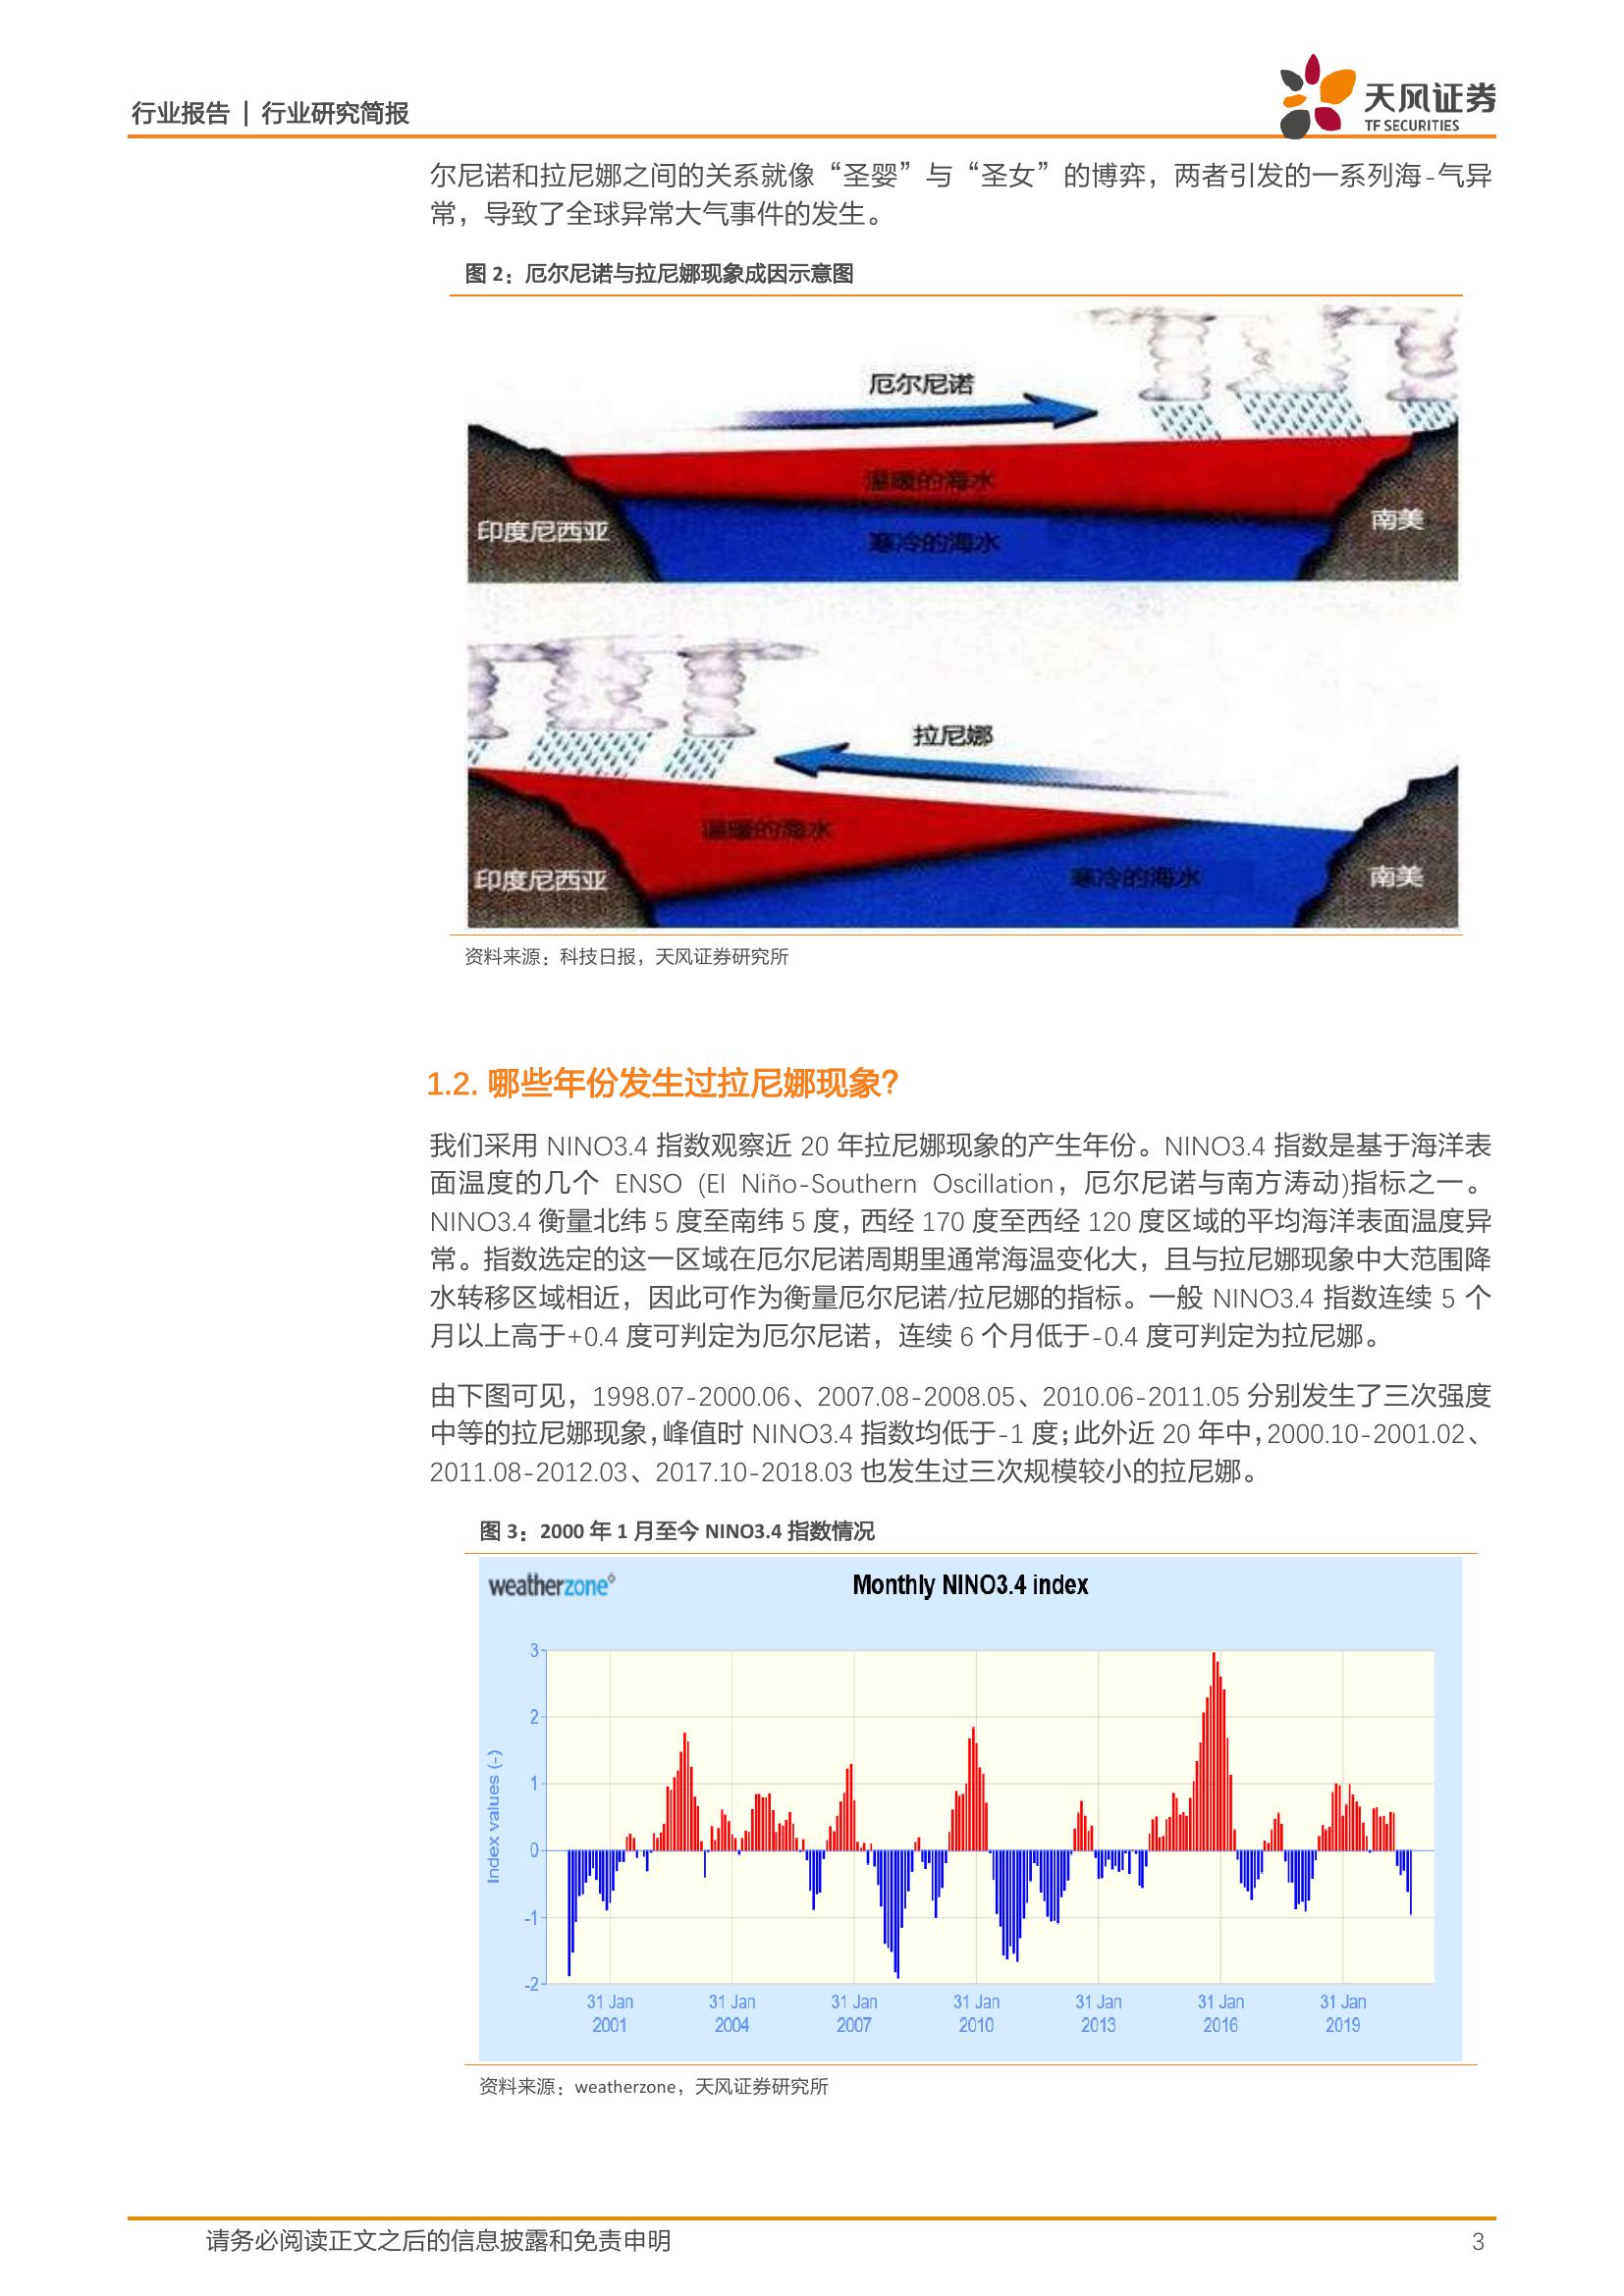 行业报告 | 行业研究简报
天风证券
TF SECURITIES
尔尼诺和拉尼娜之间的关系就像“圣婴”与“圣女”的博弈，两者引发的一系列海-气异
常，导致了全球异常大气事件的发生。
图 2：厄尔尼诺与拉尼娜现象成因示意图
厄尔尼诺
温暖的海水
印度尼西亚
南美
寒冷的海水
拉尼娜
温暖的海水
印度尼西亚
寒冷的海水
南美
资料来源：科技日报，天风证券研究所
1.2. 哪些年份发生过拉尼娜现象？
我们采用 NINO3.4 指数观察近 20 年拉尼娜现象的产生年份。NINO3.4 指数是基于海洋表
面温度的几个 ENSO (El Niño-Southern Oscillation，厄尔尼诺与南方涛动)指标之一。
NINO3.4 衡量北纬 5 度至南纬 5 度，西经 170 度至西经 120 度区域的平均海洋表面温度异
常。指数选定的这一区域在厄尔尼诺周期里通常海温变化大，且与拉尼娜现象中大范围降
水转移区域相近，因此可作为衡量厄尔尼诺/拉尼娜的指标。一般 NINO3.4 指数连续 5 个
月以上高于+0.4 度可判定为厄尔尼诺，连续 6 个月低于-0.4 度可判定为拉尼娜。
由下图可见，1998.07-2000.06、2007.08-2008.05、2010.06-2011.05 分别发生了三次强度
中等的拉尼娜现象，峰值时 NINO3.4 指数均低于-1 度；此外近 20 年中，2000.10-2001.02、
2011.08-2012.03、2017.10-2018.03 也发生过三次规模较小的拉尼娜。
图 3：2000 年 1 月至今 NINO3.4 指数情况
weatherzone
Monthly NINO3.4 index
Index values (-)
3
2
1
0
-1
-2
31 Jan 31 Jan 31 Jan 31 Jan 31 Jan 31 Jan 31 Jan
2001 2004 2007 2010 2013 2016 2019
资料来源：weatherzone，天风证券研究所
请务必阅读正文之后的信息披露和免责申明 3